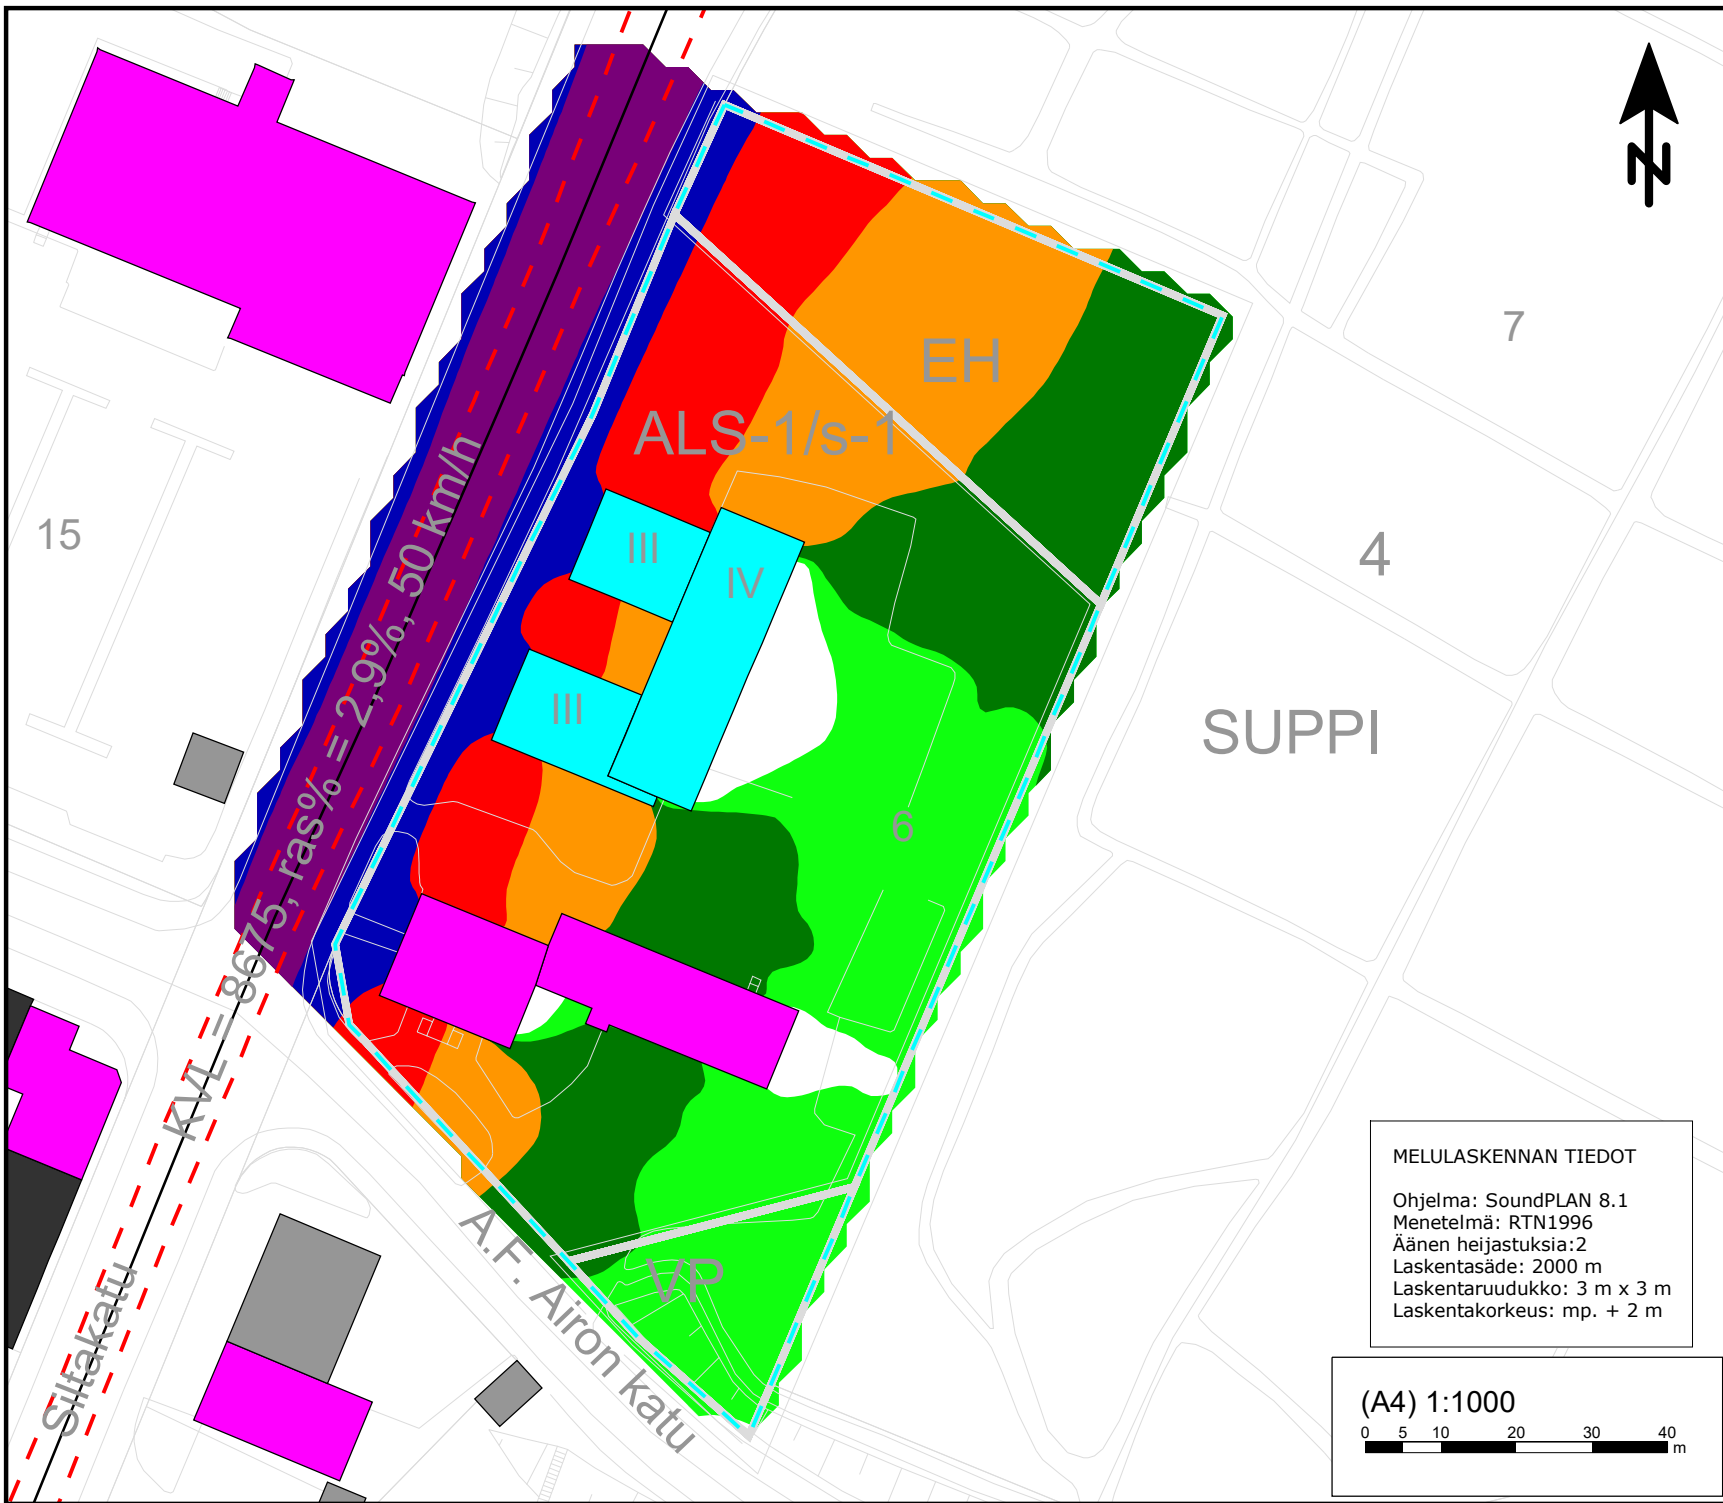 N
7
EH
ALS-1/s-1
15
III
IV
4
III
SUPPI
6
KVL = 8675, ras% = 2,9%, 50 km/h
Siltakatu
A.F. Airon katu
VP
MELULASKENNAN TIEDOT
Ohjelma: SoundPLAN 8.1
Menetelmä: RTN1996
Äänen heijastuksia:2
Laskentasäde: 2000 m
Laskentaruudukko: 3 m x 3 m
Laskentakorkeus: mp. + 2 m
(A4) 1:1000
0 5 10 20 30 40
m